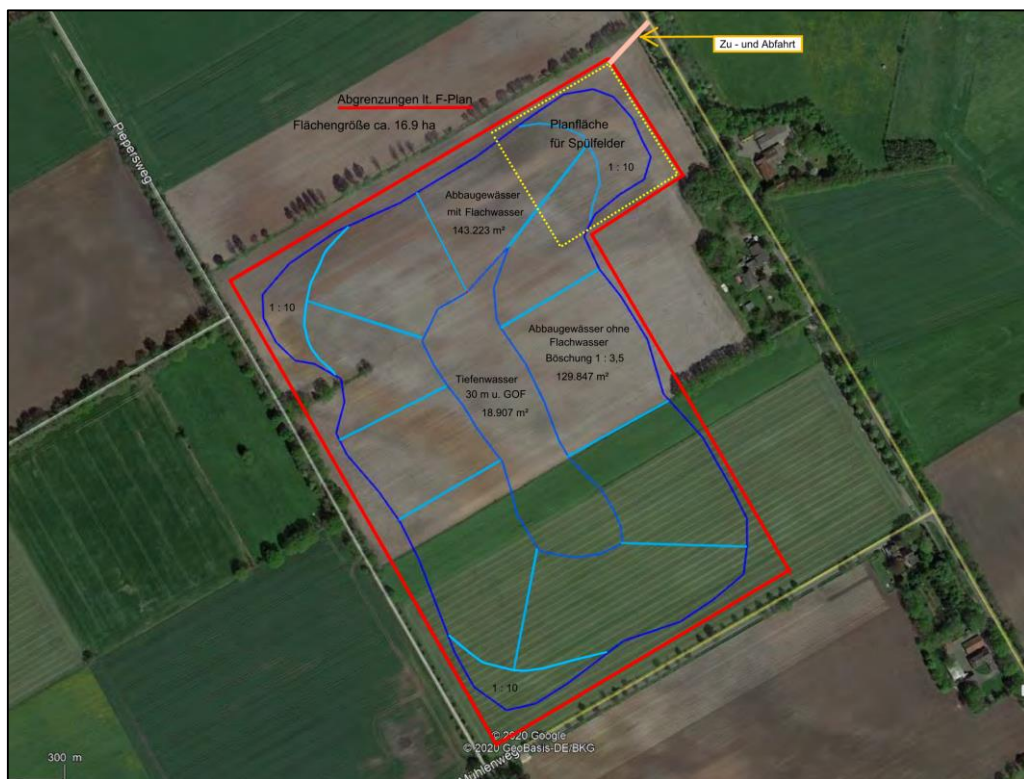 Zu - und Abfahrt
Abgrenzungen lt. F-Plan
Flächengröße ca. 16.9 ha
Piepersweg
Planfläche
für Spülfelder
1 : 10
Abbaugewässer
mit Flachwasser
143.223 m²
1 : 10
Abbaugewässer ohne
Flachwasser
Böschung 1 : 3,5
129.847 m²
Tiefenwasser
30 m u. GOF
18.907 m²
1 : 10
© 2020 Google
© 2020 GeoBasis-DE/BKG
300 m
Mühlenweg